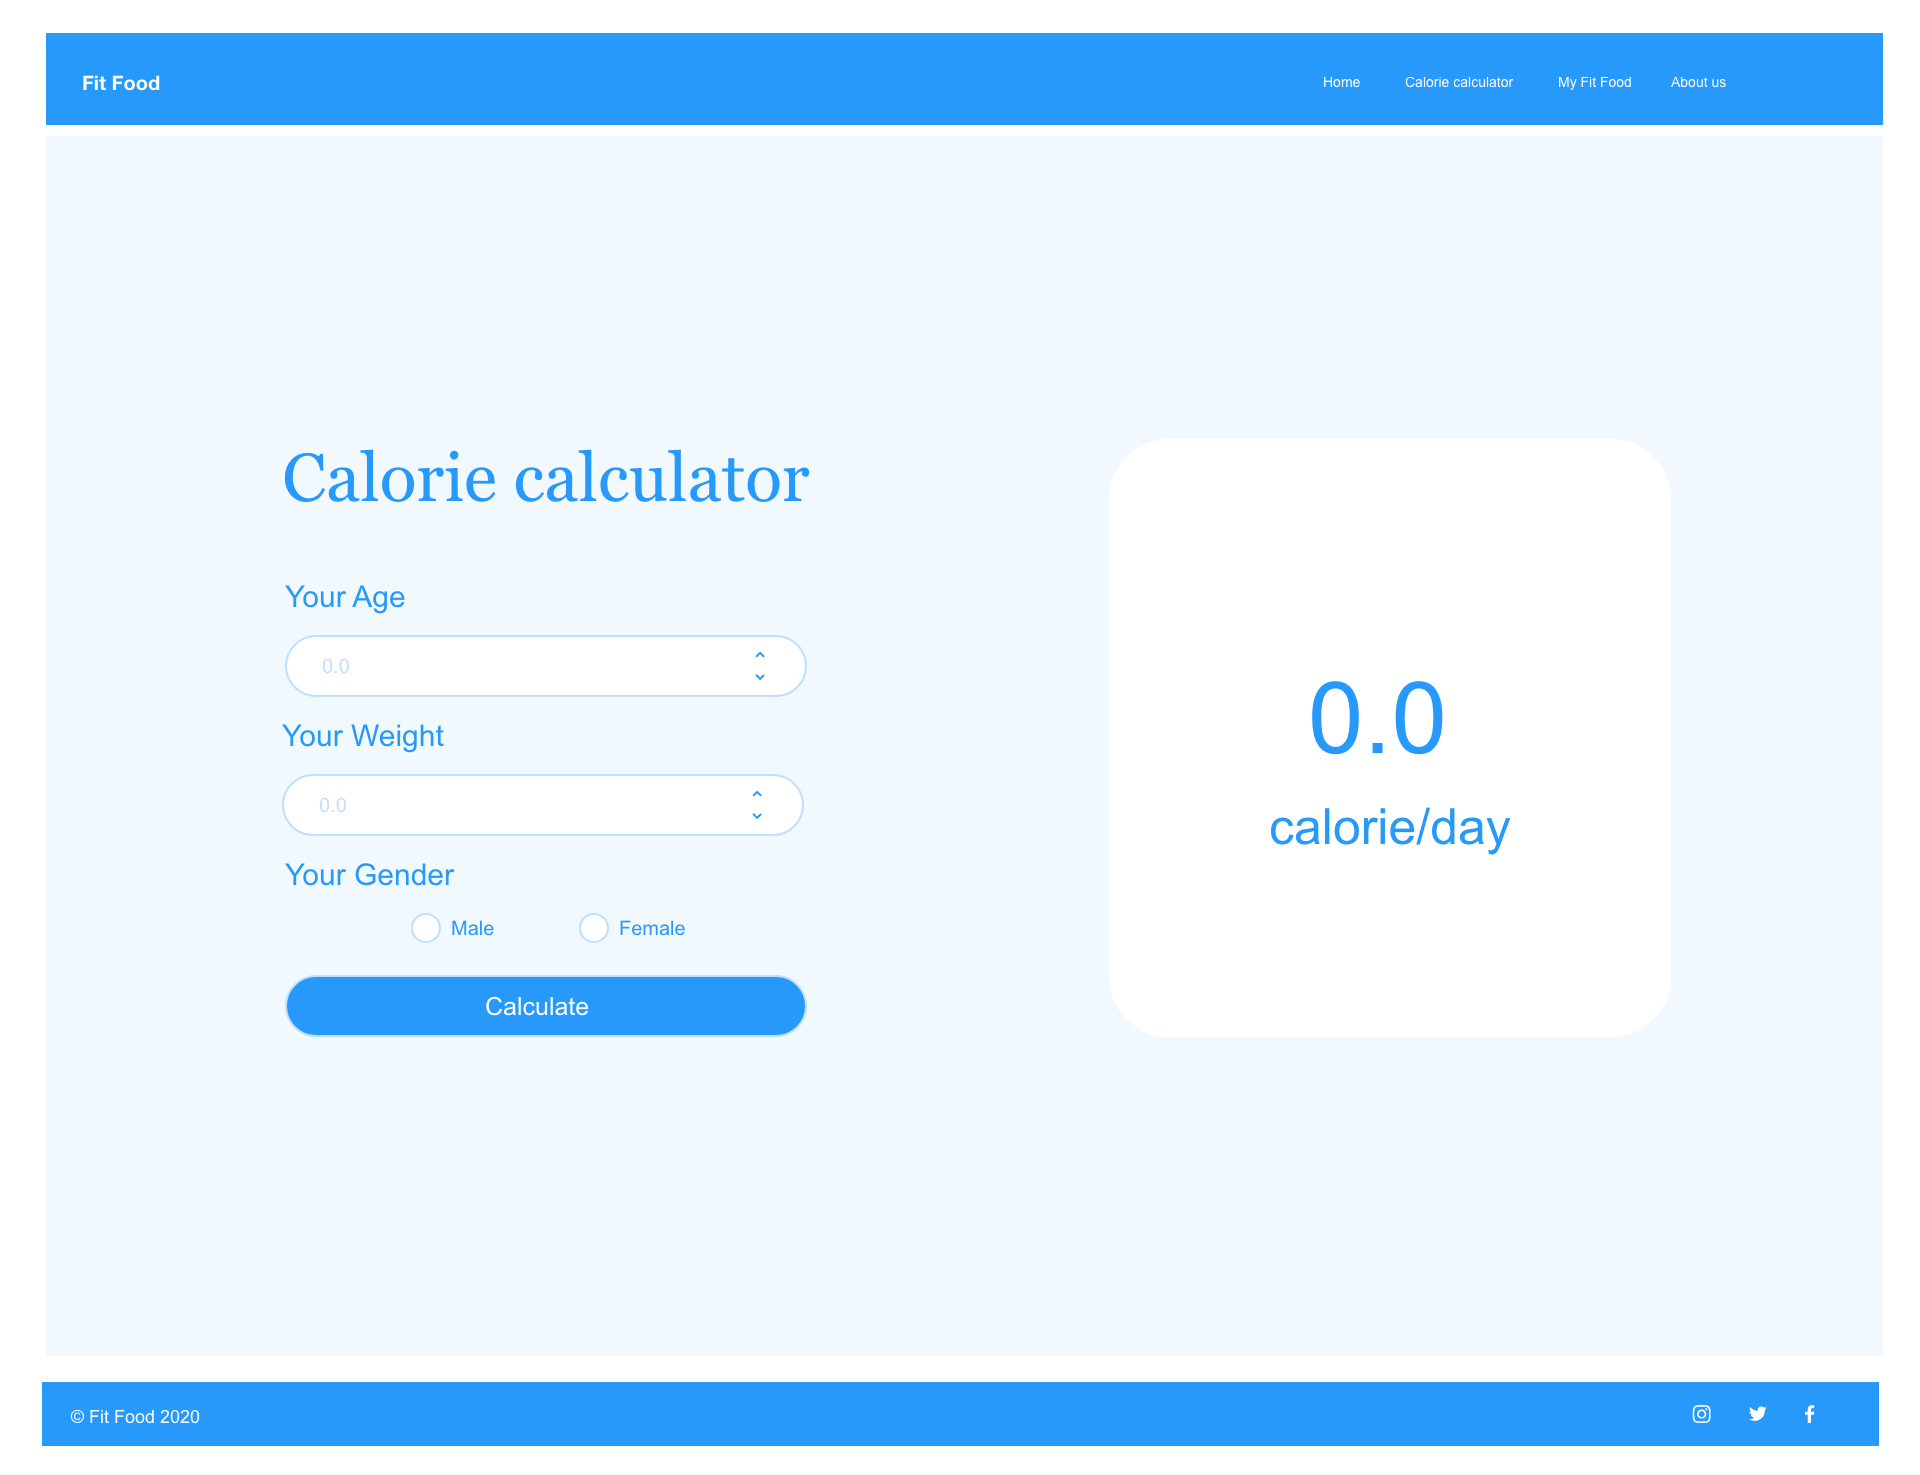 Fit Food
Home Calorie calculator My Fit Food About us
Calorie calculator
Your Age
0.0
Your Weight
0.0
Your Gender
Male Female
Calculate
0.0
calorie/day
© Fit Food 2020